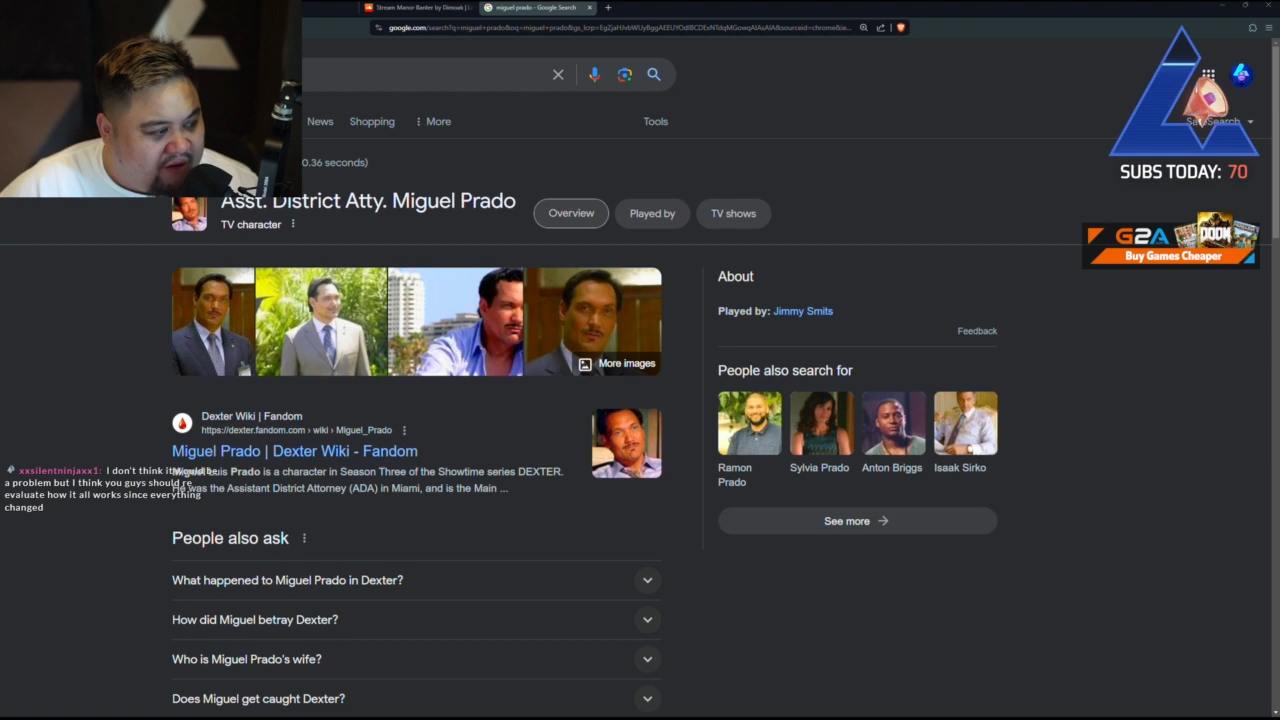 Stream Manor Banter by Dimoak | Li
miguel prado - Google Search
google.com/search?q=miguel+prado&oq=miguel+prado&gs_lcrp=
News
Shopping
More
Tools
SafeSearch
0.36 seconds)
SUBS TODAY: 70
Asst. District Atty. Miguel Prado
TV character
Overview
Played by
TV shows
G2A
DOOM
Buy Games Cheaper
More images
About
Played by: Jimmy Smits
Feedback
People also search for
Ramon Prado
Sylvia Prado
Anton Briggs
Isaak Sirko
See more
Dexter Wiki | Fandom
https://dexter.fandom.com › wiki › Miguel_Prado
Miguel Prado | Dexter Wiki - Fandom
Prado is a character in Season Three of the Showtime series DEXTER.
He was the Assistant District Attorney (ADA) in Miami, and is the Main ...
xxsilentninjaxx1: I don't think it would be
a problem but I think you guys should re
evaluate how it all works since everything
changed
People also ask
What happened to Miguel Prado in Dexter?
How did Miguel betray Dexter?
Who is Miguel Prado's wife?
Does Miguel get caught Dexter?